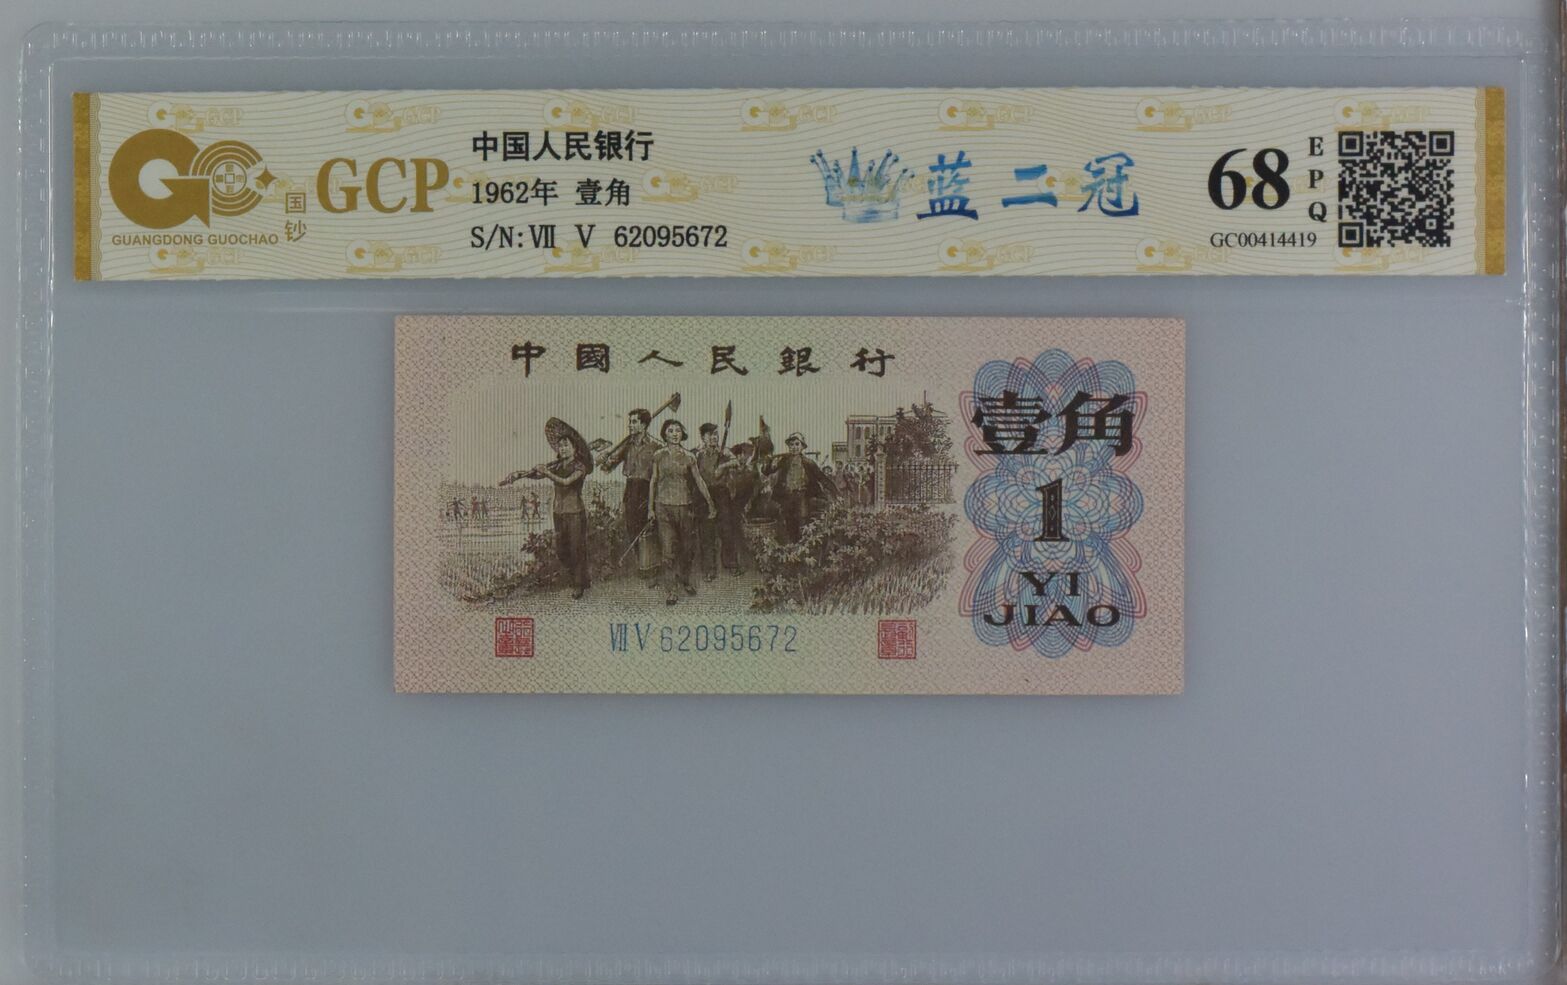 GCP
GUANGDONG GUOCHAO
国钞
中国人民银行
1962年 壹角
S/N:Ⅶ Ⅴ 62095672
蓝二冠
68
EPQ
GC00414419
中國人民銀行
壹角
1
YI
JIAO
Ⅶ Ⅴ 62095672